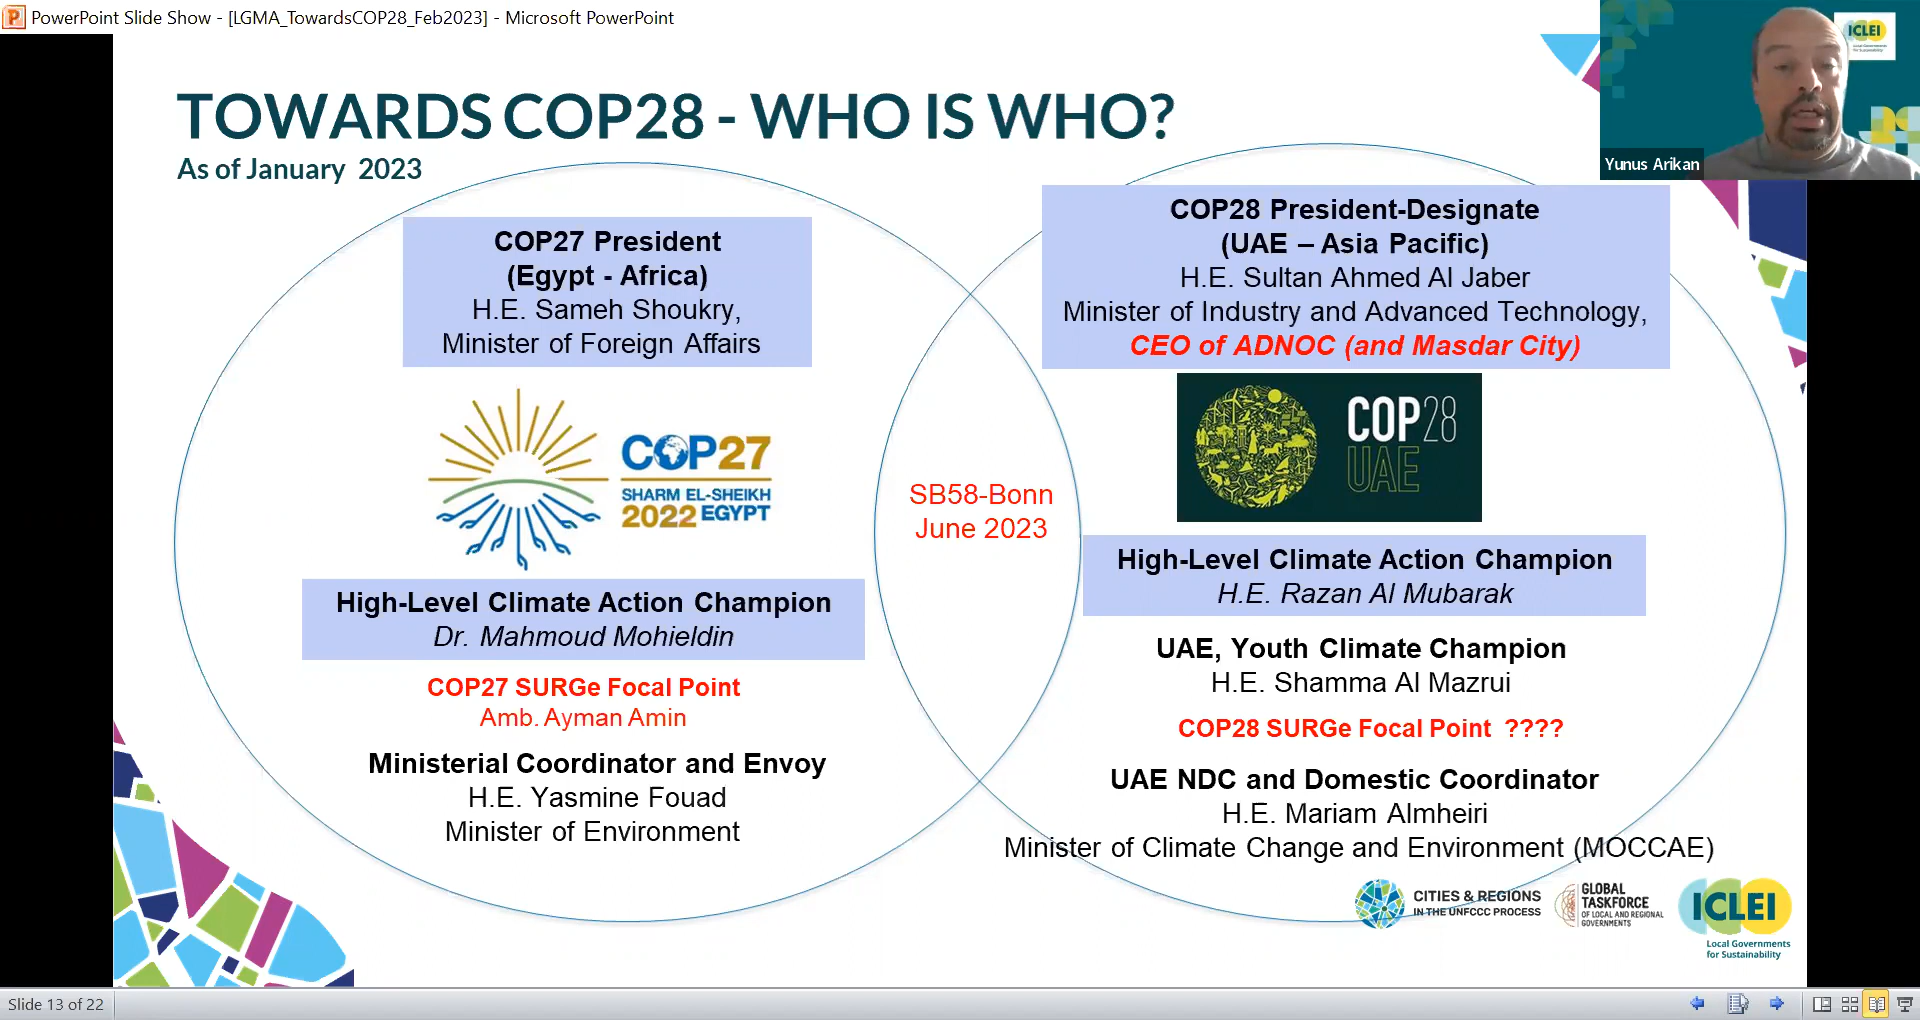 PowerPoint Slide Show - [LGMA_TowardsCOP28_Feb2023] - Microsoft PowerPoint
ICLEI
Local Governments
for Sustainability
Yunus Arikan
TOWARDS COP28 - WHO IS WHO?
As of January 2023
COP27 President
(Egypt - Africa)
H.E. Sameh Shoukry,
Minister of Foreign Affairs
COP27
SHARM EL-SHEIKH
2022 EGYPT
High-Level Climate Action Champion
Dr. Mahmoud Mohieldin
COP27 SURGe Focal Point
Amb. Ayman Amin
Ministerial Coordinator and Envoy
H.E. Yasmine Fouad
Minister of Environment
SB58-Bonn
June 2023
COP28 President-Designate
(UAE – Asia Pacific)
H.E. Sultan Ahmed Al Jaber
Minister of Industry and Advanced Technology,
CEO of ADNOC (and Masdar City)
COP28
UAE
High-Level Climate Action Champion
H.E. Razan Al Mubarak
UAE, Youth Climate Champion
H.E. Shamma Al Mazrui
COP28 SURGe Focal Point ????
UAE NDC and Domestic Coordinator
H.E. Mariam Almheiri
Minister of Climate Change and Environment (MOCCAE)
CITIES & REGIONS
IN THE UNFCCC PROCESS
GLOBAL
TASKFORCE
OF LOCAL AND REGIONAL
GOVERNMENTS
ICLEI
Local Governments
for Sustainability
Slide 13 of 22